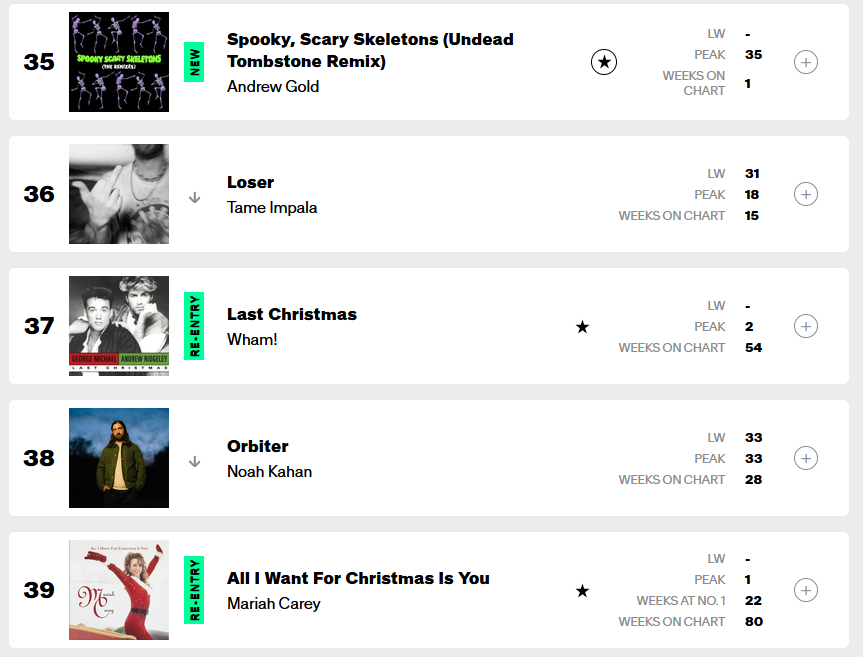 35
SPOOKY SCARY SKELETONS
(THE REMIXES)
NEW
Spooky, Scary Skeletons (Undead
Tombstone Remix)
Andrew Gold
LW -
PEAK 35
WEEKS ON
CHART 1
36
Loser
Tame Impala
LW 31
PEAK 18
WEEKS ON CHART 15
37
GEORGE MICHAEL ANDREW RIDGELEY
LAST CHRISTMAS
RE-ENTRY
Last Christmas
Wham!
LW -
PEAK 2
WEEKS ON CHART 54
38
Orbiter
Noah Kahan
LW 33
PEAK 33
WEEKS ON CHART 28
39
ALL I WANT FOR CHRISTMAS IS YOU
Mariah
Carey
RE-ENTRY
All I Want For Christmas Is You
Mariah Carey
LW -
PEAK 1
WEEKS AT NO. 1 22
WEEKS ON CHART 80